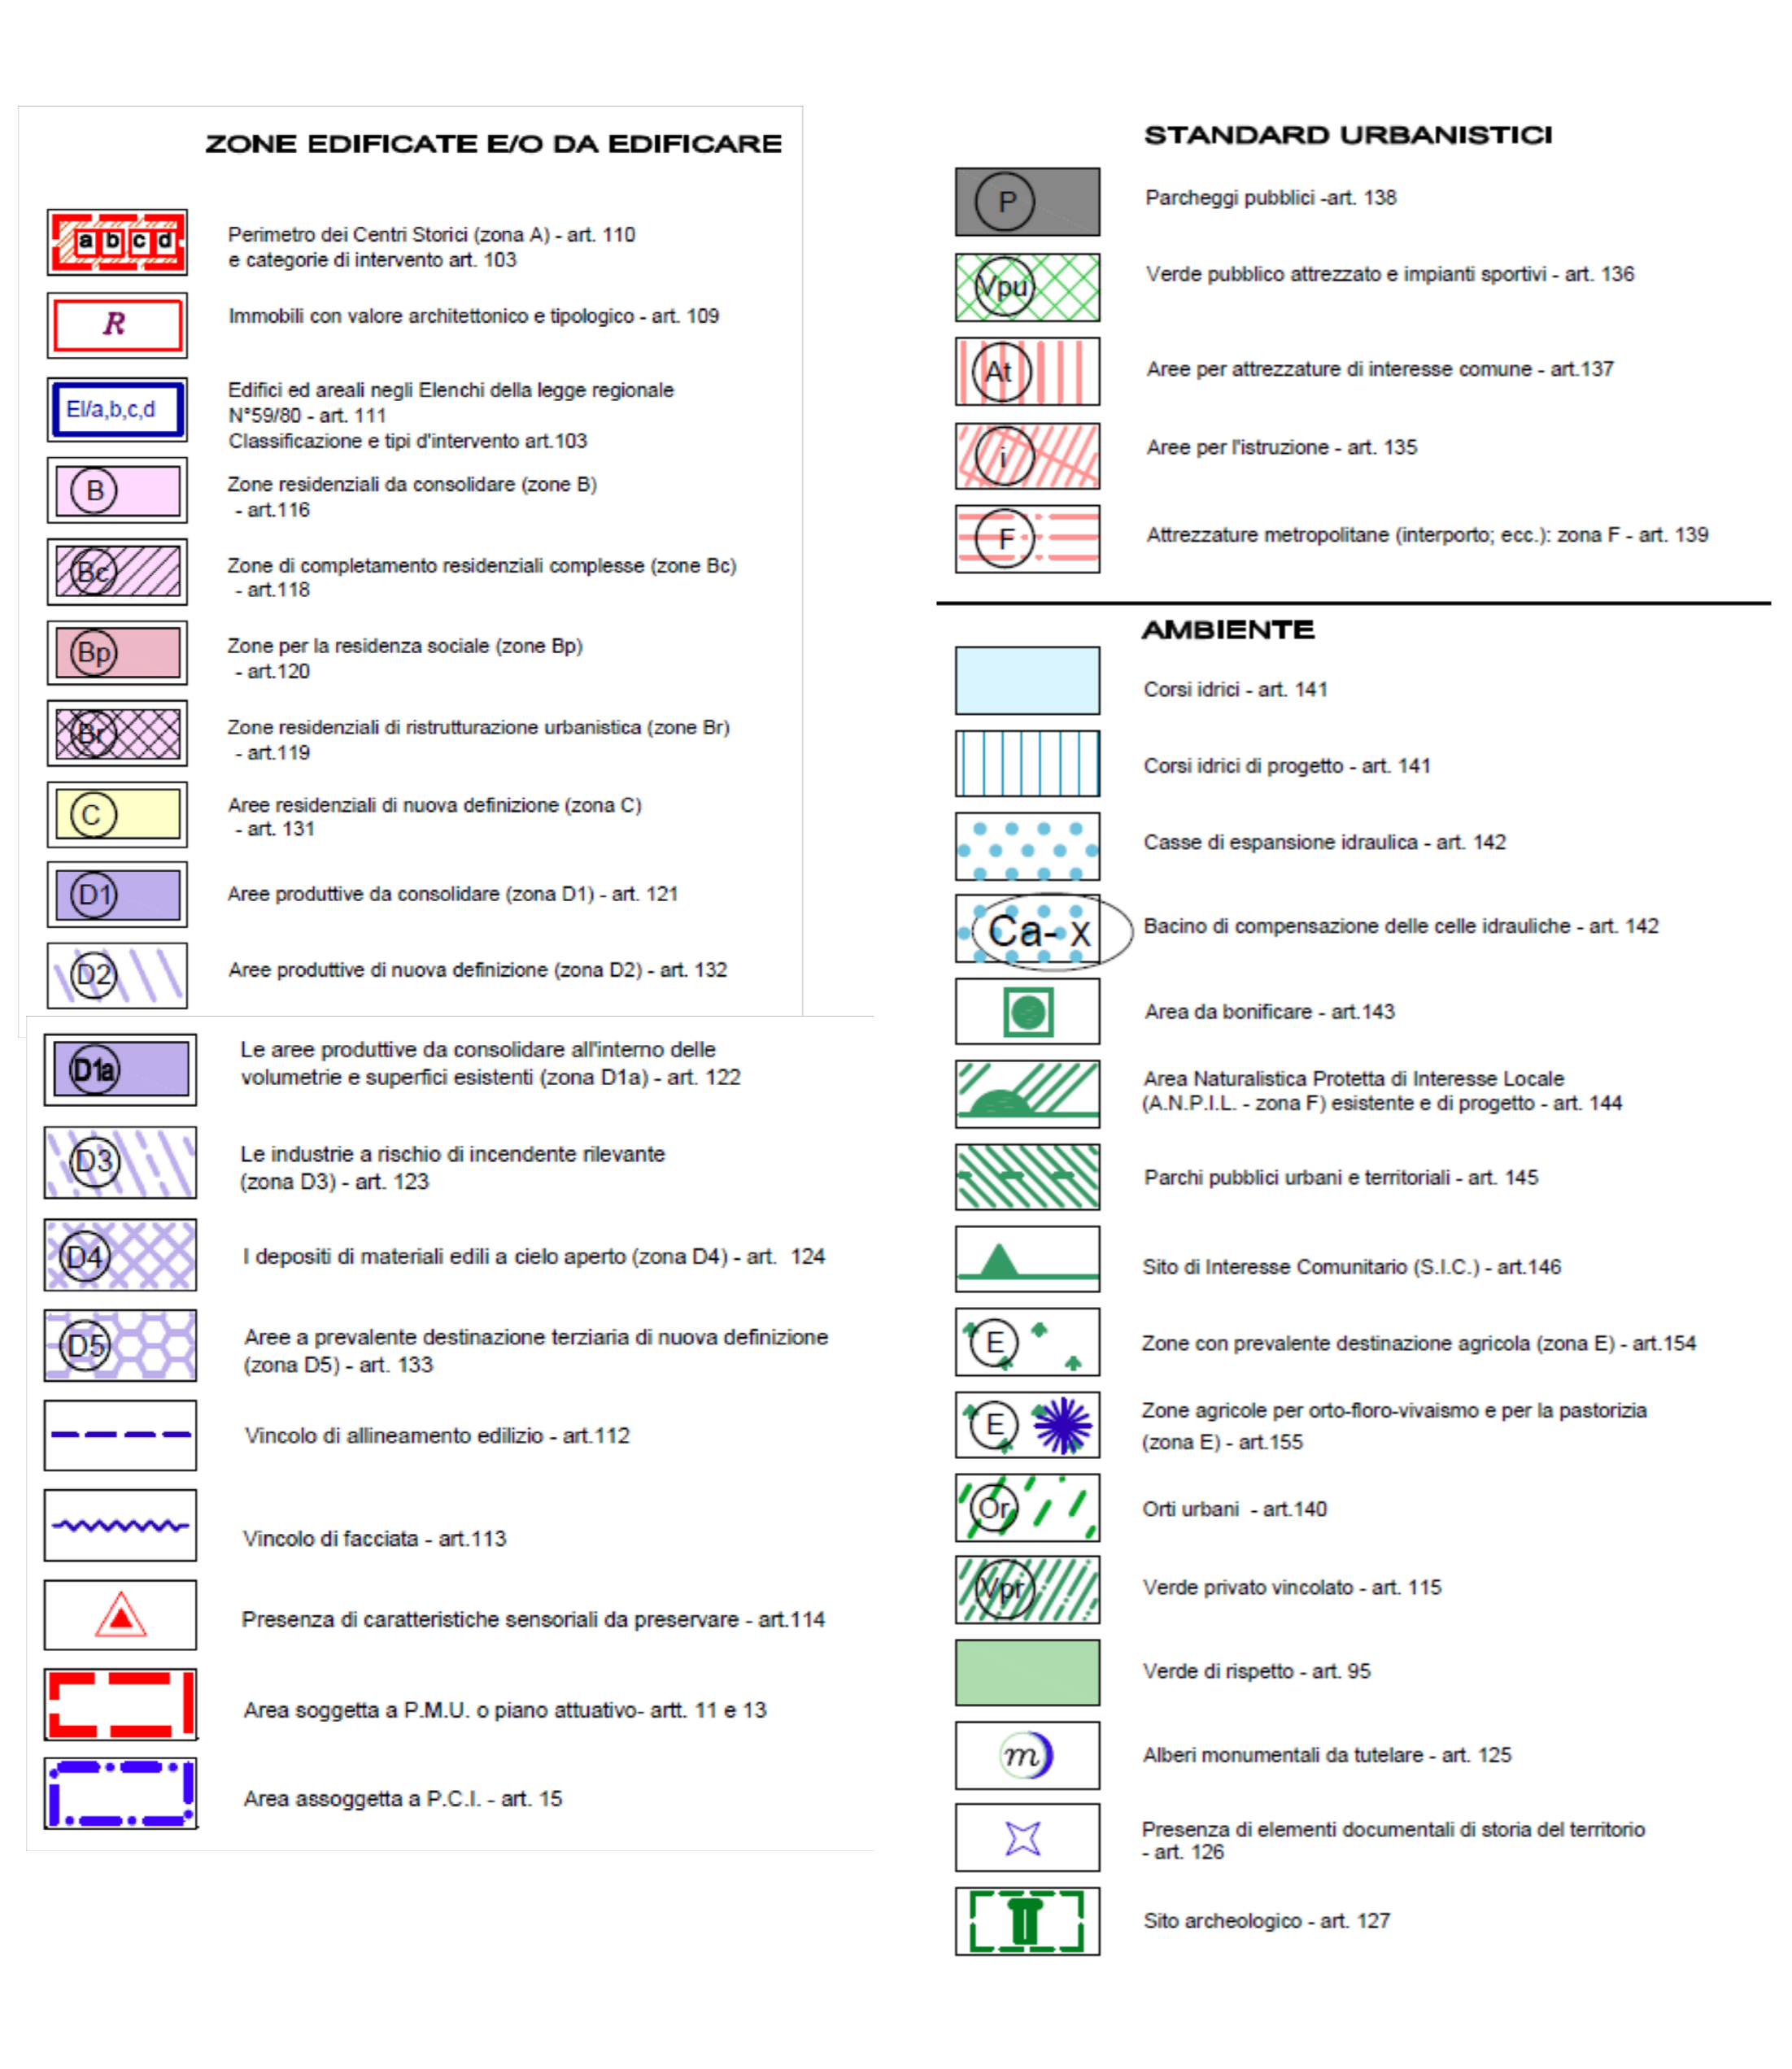 ZONE EDIFICATE E/O DA EDIFICARE
a b c d
Perimetro dei Centri Storici (zona A) - art. 110
e categorie di intervento art. 103
R
Immobili con valore architettonico e tipologico - art. 109
El/a,b,c,d
Edifici ed areali negli Elenchi della legge regionale
N°59/80 - art. 111
Classificazione e tipi d'intervento art.103
B
Zone residenziali da consolidare (zone B)
- art.116
Bc
Zone di completamento residenziali complesse (zone Bc)
- art.118
Bp
Zone per la residenza sociale (zone Bp)
- art.120
Br
Zone residenziali di ristrutturazione urbanistica (zone Br)
- art.119
C
Aree residenziali di nuova definizione (zona C)
- art. 131
D1
Aree produttive da consolidare (zona D1) - art. 121
D2
Aree produttive di nuova definizione (zona D2) - art. 132
D1a
Le aree produttive da consolidare all'interno delle
volumetrie e superfici esistenti (zona D1a) - art. 122
D3
Le industrie a rischio di incendente rilevante
(zona D3) - art. 123
D4
I depositi di materiali edili a cielo aperto (zona D4) - art. 124
D5
Aree a prevalente destinazione terziaria di nuova definizione
(zona D5) - art. 133
Vincolo di allineamento edilizio - art.112
Vincolo di facciata - art.113
Presenza di caratteristiche sensoriali da preservare - art.114
Area soggetta a P.M.U. o piano attuativo- artt. 11 e 13
Area assoggetta a P.C.I. - art. 15
STANDARD URBANISTICI
P
Parcheggi pubblici -art. 138
Vpu
Verde pubblico attrezzato e impianti sportivi - art. 136
At
Aree per attrezzature di interesse comune - art.137
i
Aree per l'istruzione - art. 135
F
Attrezzature metropolitane (interporto; ecc.): zona F - art. 139
AMBIENTE
Corsi idrici - art. 141
Corsi idrici di progetto - art. 141
Casse di espansione idraulica - art. 142
Ca- x
Bacino di compensazione delle celle idrauliche - art. 142
Area da bonificare - art.143
Area Naturalistica Protetta di Interesse Locale
(A.N.P.I.L. - zona F) esistente e di progetto - art. 144
Parchi pubblici urbani e territoriali - art. 145
Sito di Interesse Comunitario (S.I.C.) - art.146
E
Zone con prevalente destinazione agricola (zona E) - art.154
E
Zone agricole per orto-floro-vivaismo e per la pastorizia
(zona E) - art.155
Or
Orti urbani - art.140
Vpr
Verde privato vincolato - art. 115
Verde di rispetto - art. 95
m
Alberi monumentali da tutelare - art. 125
Presenza di elementi documentali di storia del territorio
- art. 126
Sito archeologico - art. 127